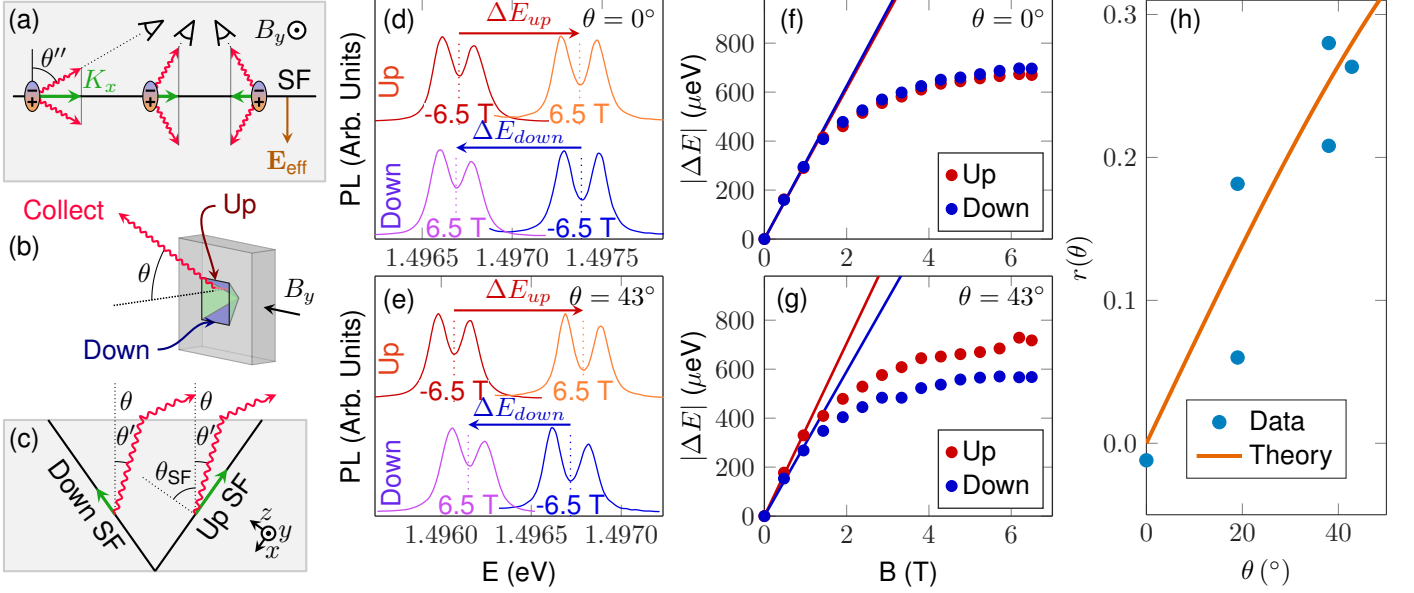 (a)
θ''
B_y ⊙
K_x
SF
− + − + − +
E_eff
(b)
Collect
Up
θ
B_y
Down
(c)
θ θ
θ' θ'
θ_SF
Down SF
Up SF
z y x
(d)
ΔE_up
θ = 0°
Up
-6.5 T
6.5 T
ΔE_down
Down
6.5 T
-6.5 T
PL (Arb. Units)
1.4965 1.4970 1.4975
(e)
ΔE_up
θ = 43°
Up
-6.5 T
6.5 T
ΔE_down
Down
6.5 T
-6.5 T
PL (Arb. Units)
1.4960 1.4965 1.4970
E (eV)
(f)
θ = 0°
|ΔE| (μeV)
800
600
400
200
0
Up
Down
0 2 4 6
(g)
θ = 43°
|ΔE| (μeV)
800
600
400
200
0
Up
Down
0 2 4 6
B (T)
(h)
r(θ)
0.3
0.2
0.1
0.0
Data
Theory
0 20 40
θ (°)